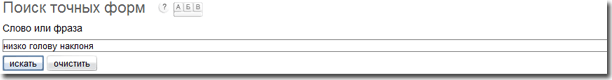 Поиск точных форм ? А Б В
Слово или фраза
низко голову наклоня
искать очистить